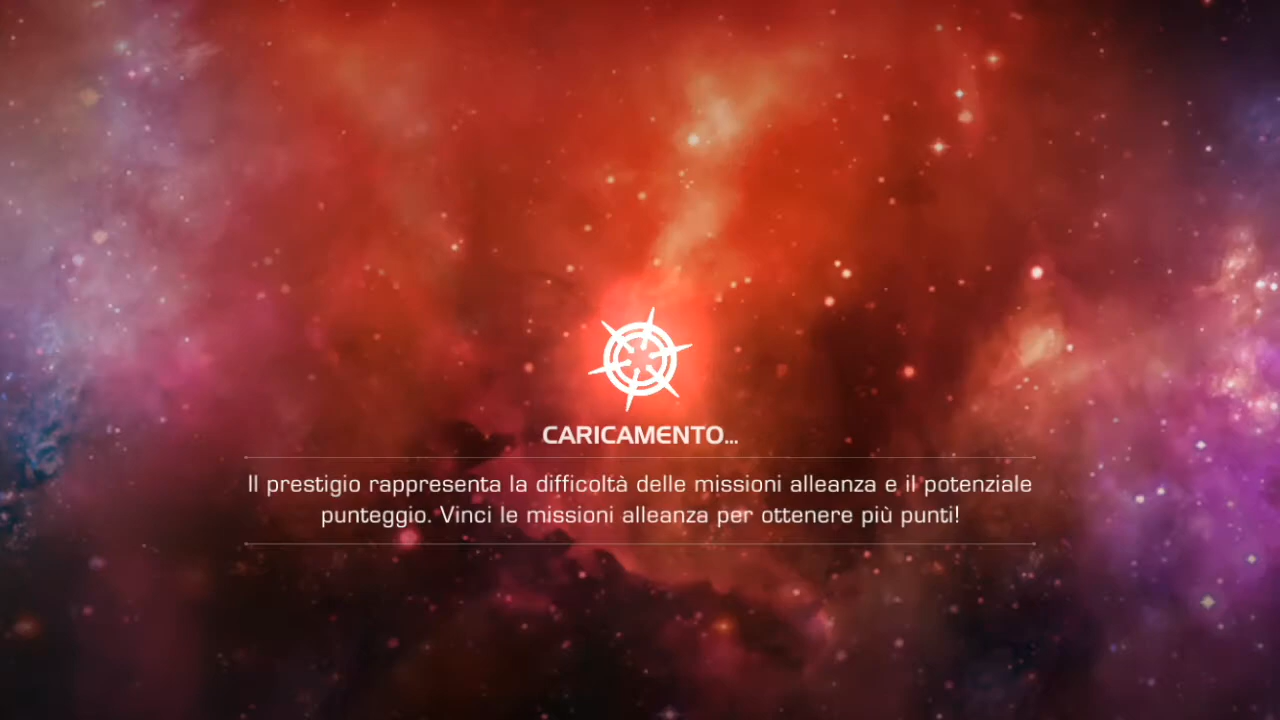 CARICAMENTO...
Il prestigio rappresenta la difficoltà delle missioni alleanza e il potenziale
punteggio. Vinci le missioni alleanza per ottenere più punti!